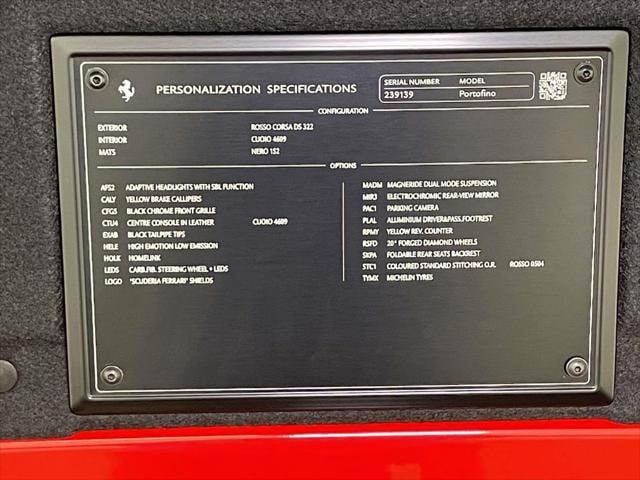 PERSONALIZATION SPECIFICATIONS
SERIAL NUMBER MODEL
239139 Portofino
CONFIGURATION
EXTERIOR ROSSO CORSA DS 322
INTERIOR CUOIO 4609
MATS NERO 152
OPTIONS
AFS2 ADAPTIVE HEADLIGHTS WITH SBL FUNCTION
CALY YELLOW BRAKE CALLIPERS
CFG5 BLACK CHROME FRONT GRILLE
CTU4 CENTRE CONSOLE IN LEATHER CUOIO 4609
EXAB BLACK TAILPIPE TIPS
HELE HIGH EMOTION LOW EMISSION
HOLK HOMELINK
LEDS CARB.FIB. STEERING WHEEL + LEDS
LOGO "SCUDERIA FERRARI" SHIELDS
MADM MAGNERIDE DUAL MODE SUSPENSION
MIR3 ELECTROCHROMIC REAR-VIEW MIRROR
PAC1 PARKING CAMERA
PLAL ALUMINIUM DRIVER&PASS.FOOTREST
RPMY YELLOW REV. COUNTER
RSFD 20" FORGED DIAMOND WHEELS
SKPA FOLDABLE REAR SEATS BACKREST
STC1 COLOURED STANDARD STITCHING O.R. ROSSO 0504
TYMX MICHELIN TYRES